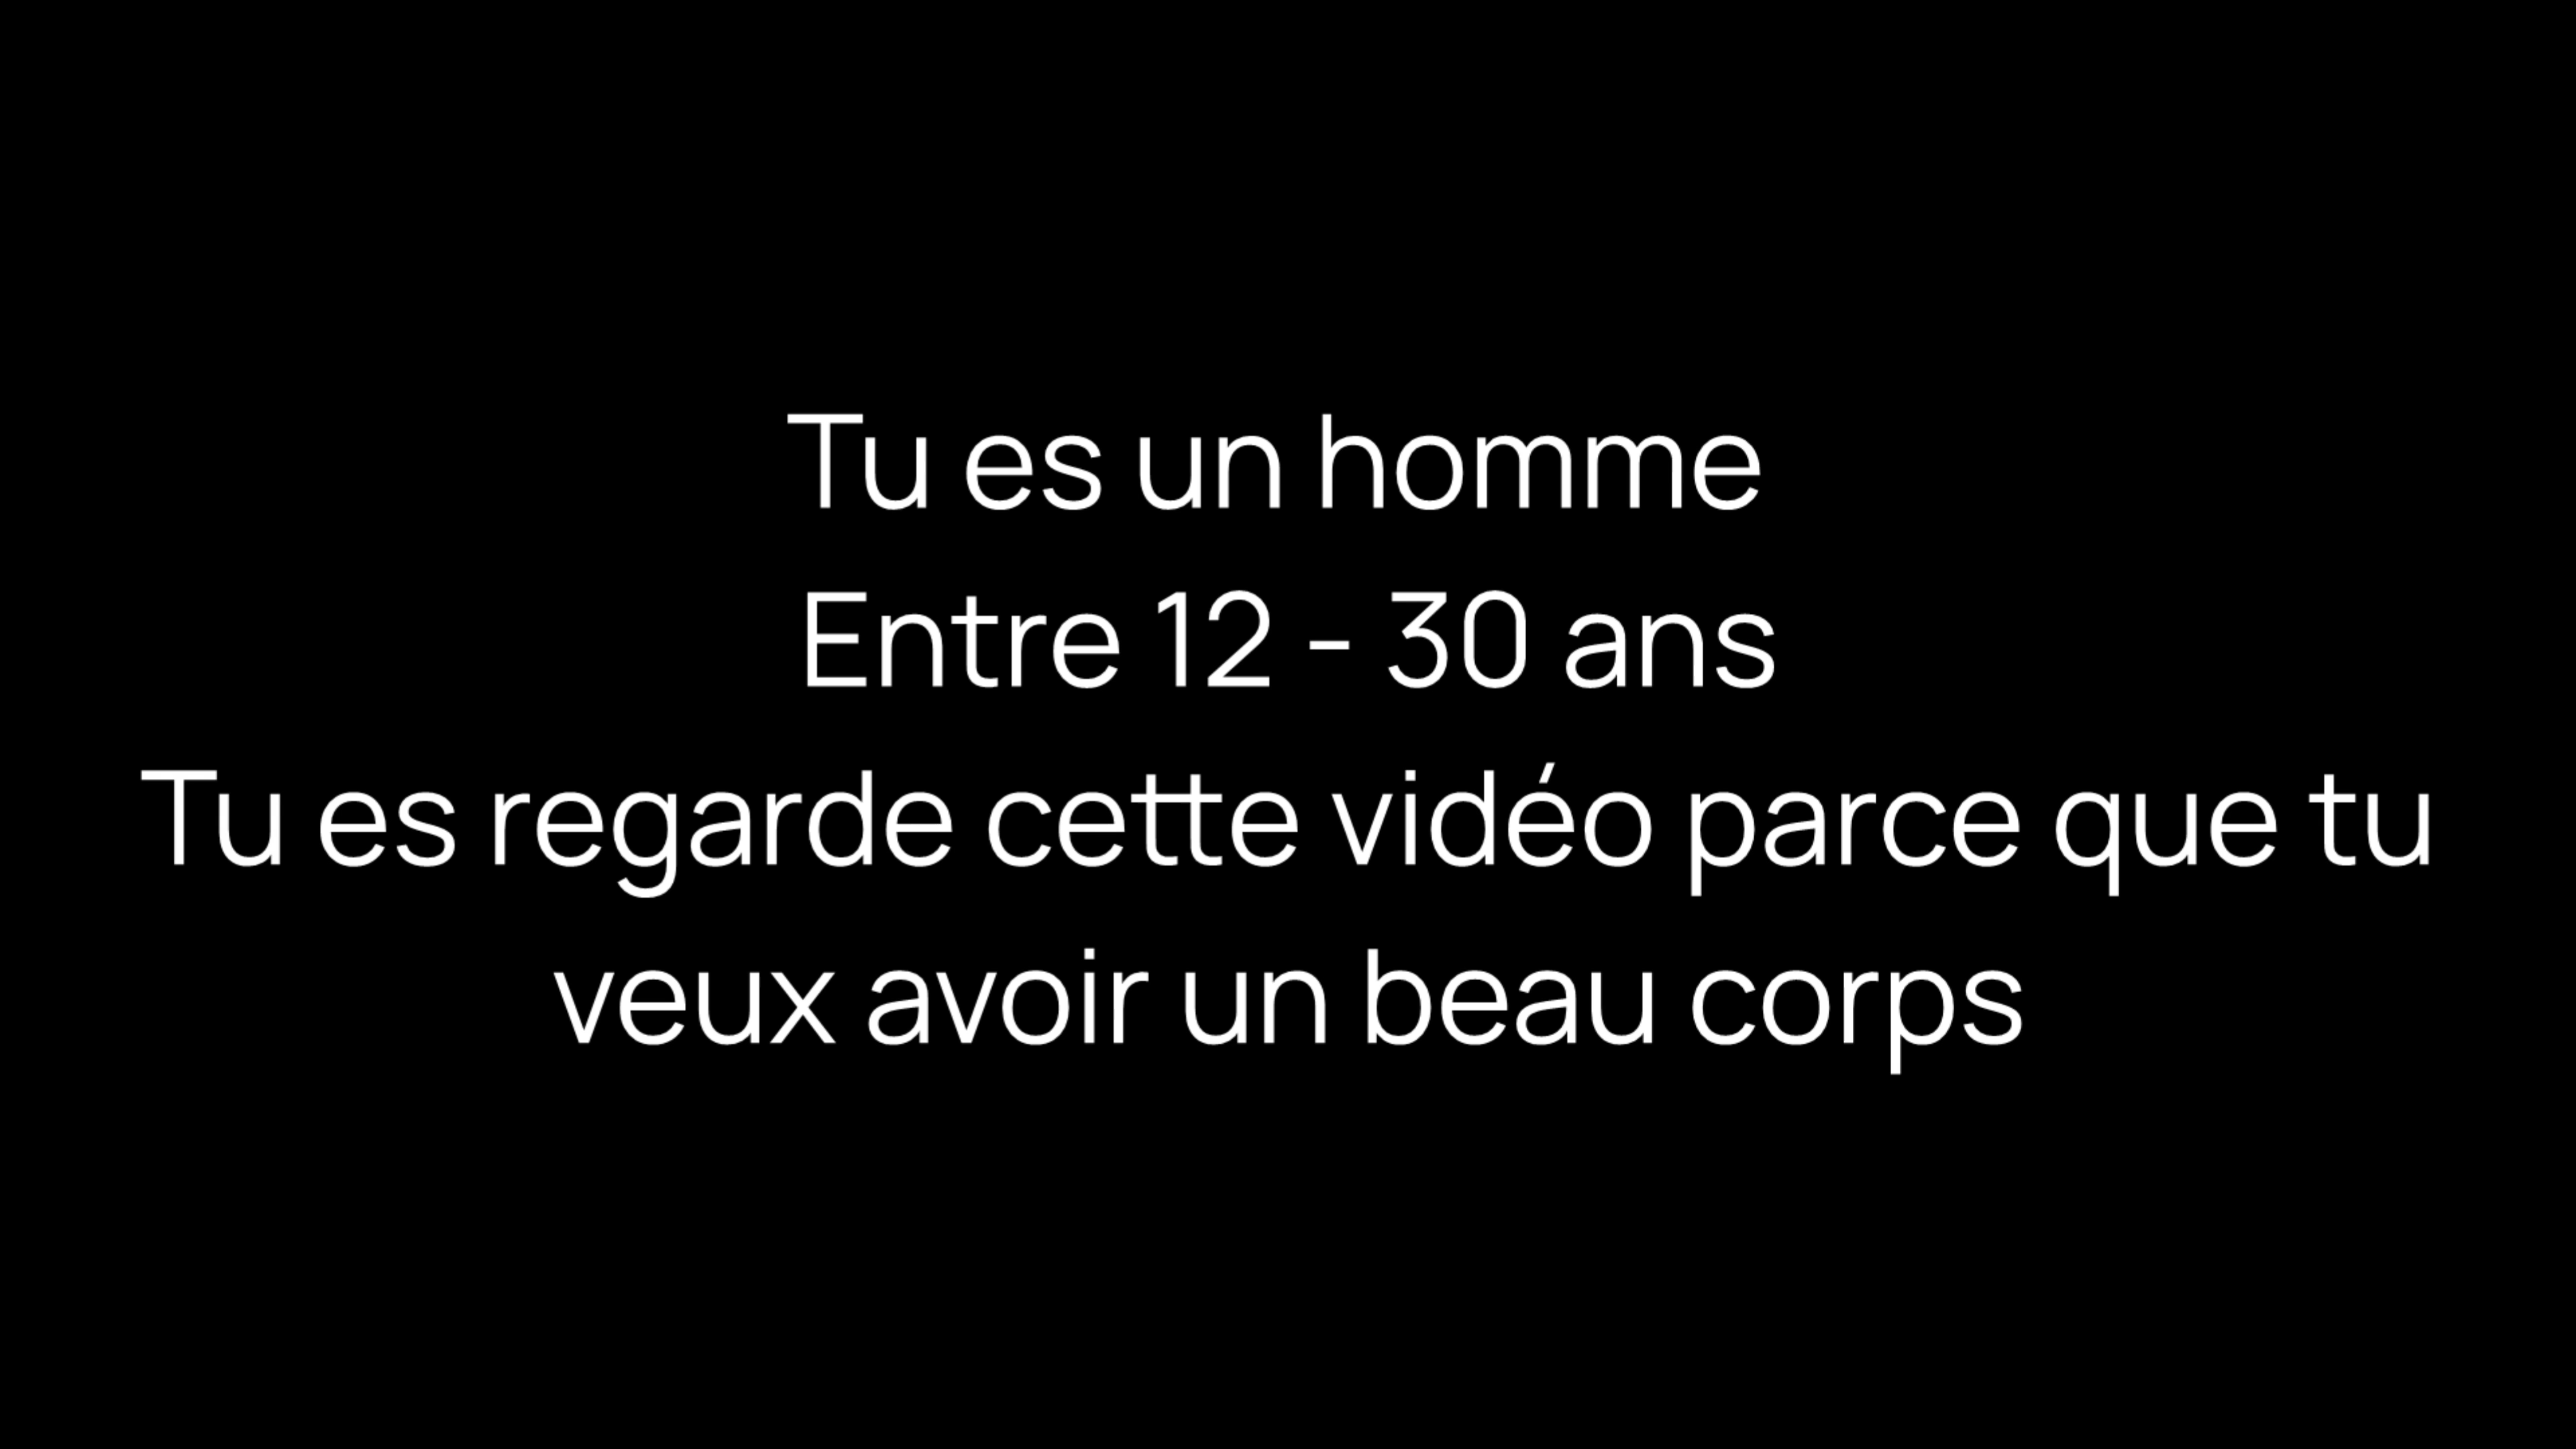 Tu es un homme
Entre 12 - 30 ans
Tu es regarde cette vidéo parce que tu
veux avoir un beau corps